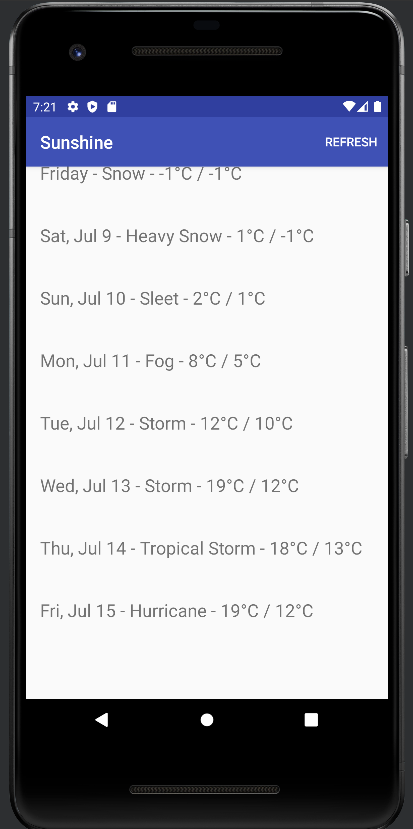 7:21
Sunshine
REFRESH
Friday - Snow - -1°C / -1°C
Sat, Jul 9 - Heavy Snow - 1°C / -1°C
Sun, Jul 10 - Sleet - 2°C / 1°C
Mon, Jul 11 - Fog - 8°C / 5°C
Tue, Jul 12 - Storm - 12°C / 10°C
Wed, Jul 13 - Storm - 19°C / 12°C
Thu, Jul 14 - Tropical Storm - 18°C / 13°C
Fri, Jul 15 - Hurricane - 19°C / 12°C